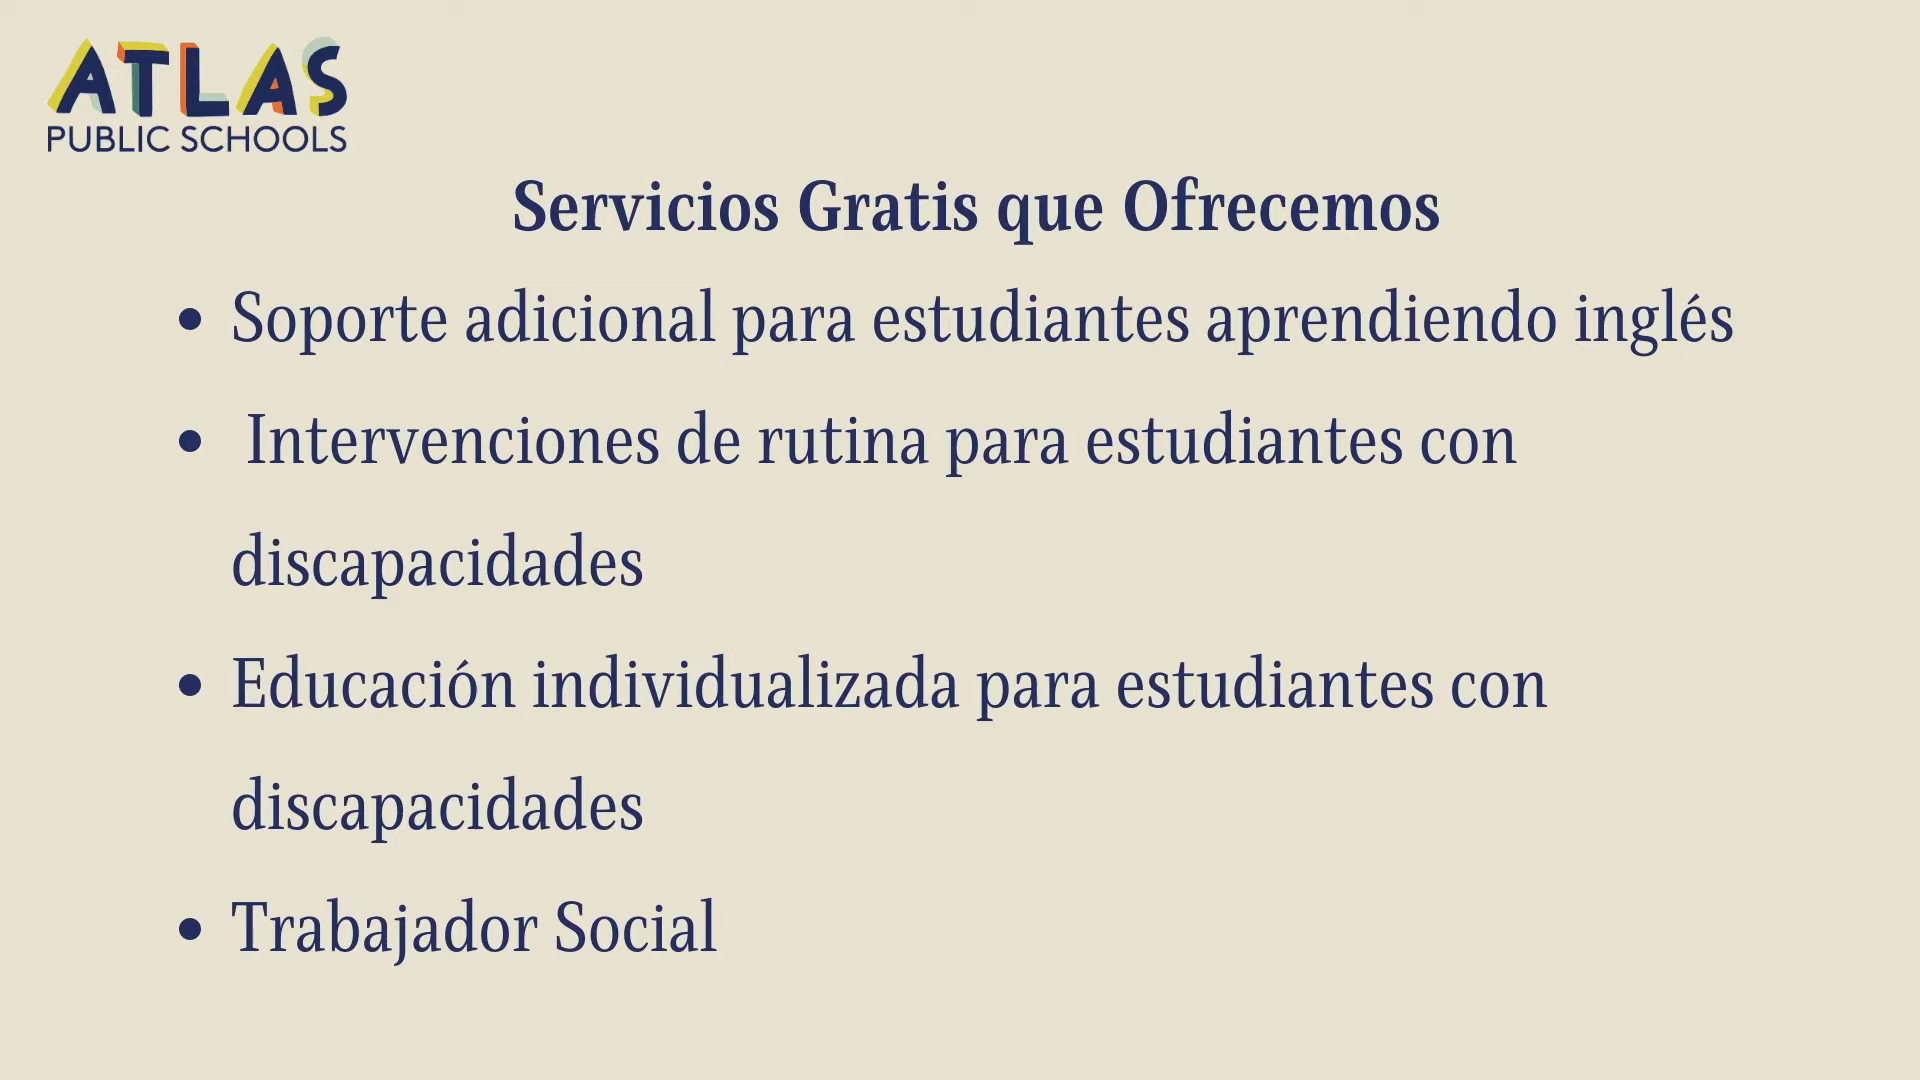 ATLAS
PUBLIC SCHOOLS
Servicios Gratis que Ofrecemos
• Soporte adicional para estudiantes aprendiendo inglés
• Intervenciones de rutina para estudiantes con
discapacidades
• Educación individualizada para estudiantes con
discapacidades
• Trabajador Social